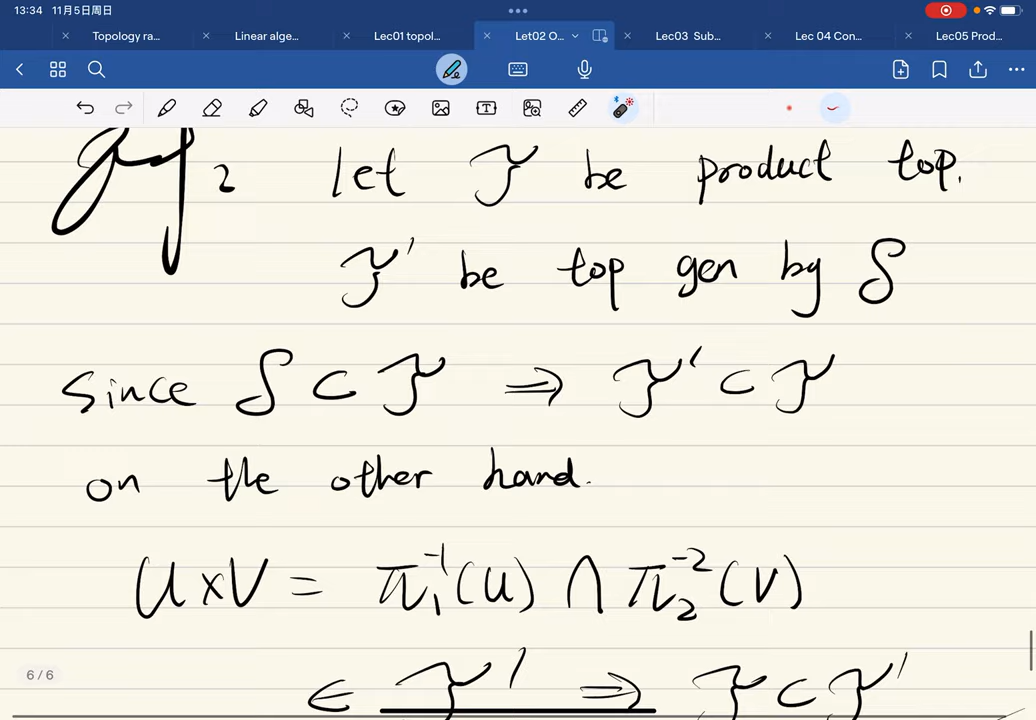 13:34 11月5日周日
Topology ra... Linear alge... Lec01 topol... Let02 O... Lec03 Sub... Lec 04 Con... Lec05 Prod...
2 let 𝒯 be product top.
𝒯' be top gen by 𝒮
since 𝒮 ⊂ 𝒯 ⇒ 𝒯' ⊂ 𝒯
on the other hand.
U×V = π₁⁻¹(U) ∩ π₂⁻²(V)
6 / 6
∈ 𝒯' ⇒ 𝒯 ⊂ 𝒯'